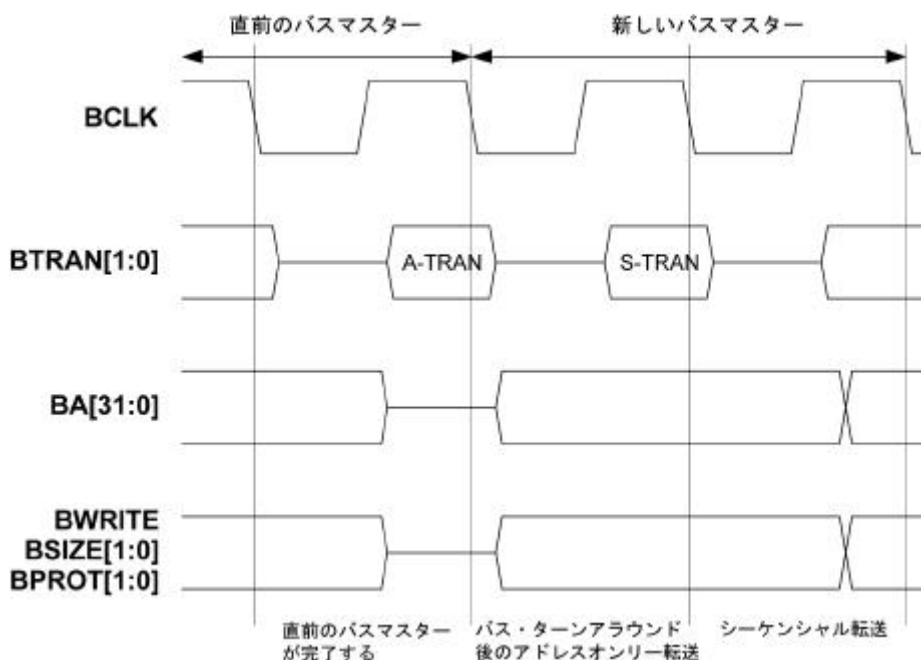 直前のバスマスター
新しいバスマスター
BCLK
BTRAN[1:0]
A-TRAN
S-TRAN
BA[31:0]
BWRITE
BSIZE[1:0]
BPROT[1:0]
直前のバスマスター
が完了する
バス・ターンアラウンド
後のアドレスオンリー転送
シーケンシャル転送